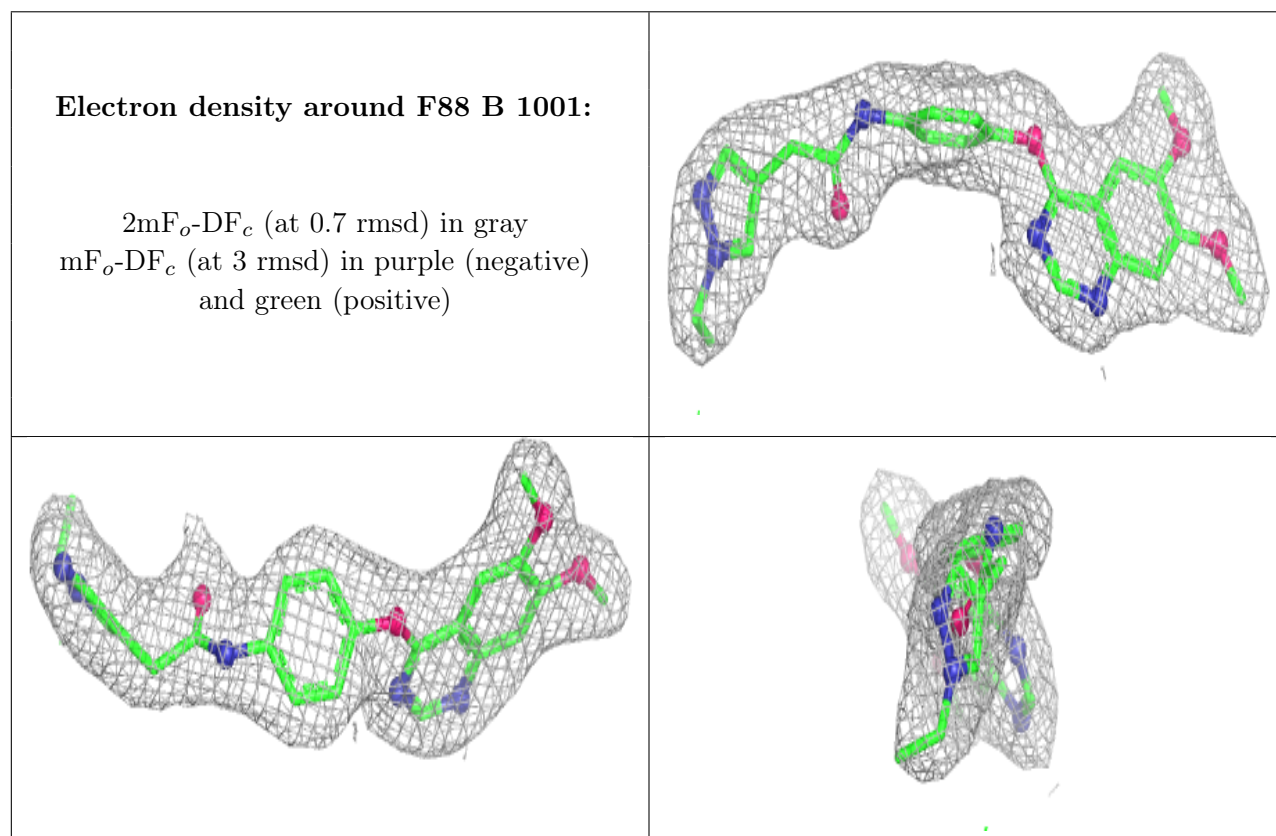 Electron density around F88 B 1001:
2mFo-DFc (at 0.7 rmsd) in gray
mFo-DFc (at 3 rmsd) in purple (negative)
and green (positive)